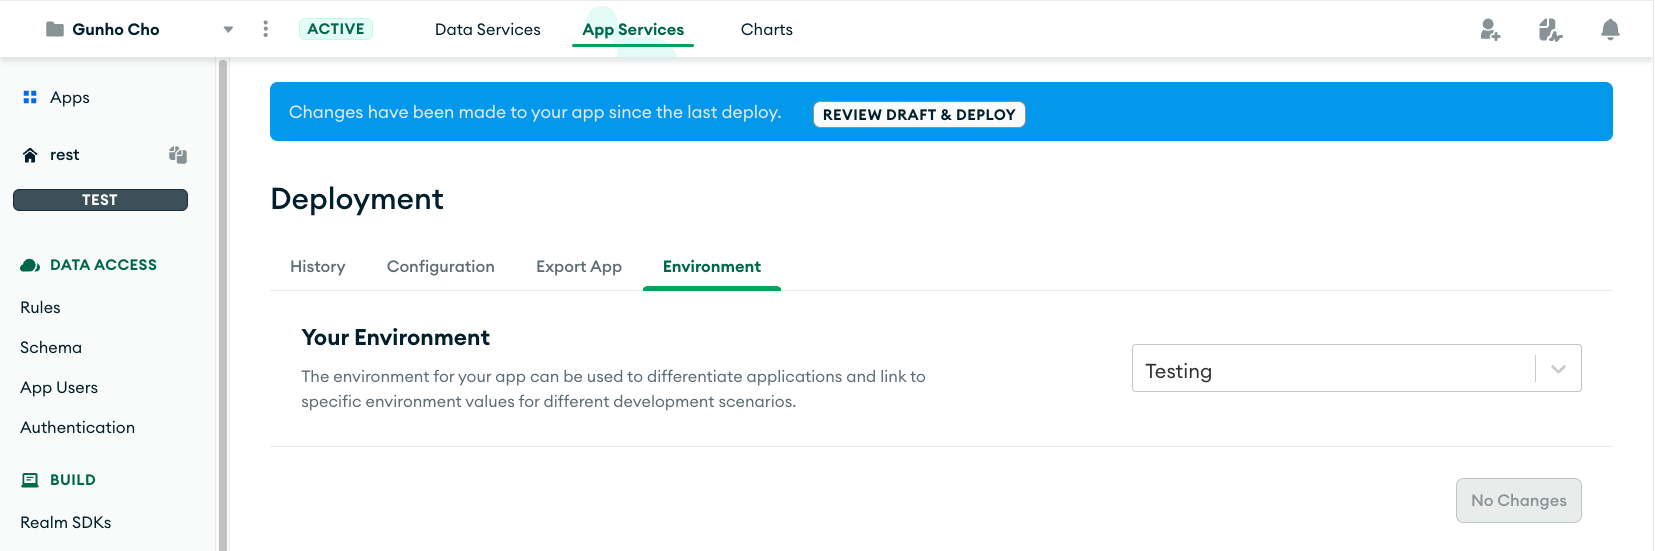 Gunho Cho
ACTIVE
Data Services
App Services
Charts
Apps
rest
TEST
DATA ACCESS
Rules
Schema
App Users
Authentication
BUILD
Realm SDKs
Changes have been made to your app since the last deploy.
REVIEW DRAFT & DEPLOY
Deployment
History
Configuration
Export App
Environment
Your Environment
The environment for your app can be used to differentiate applications and link to
specific environment values for different development scenarios.
Testing
No Changes